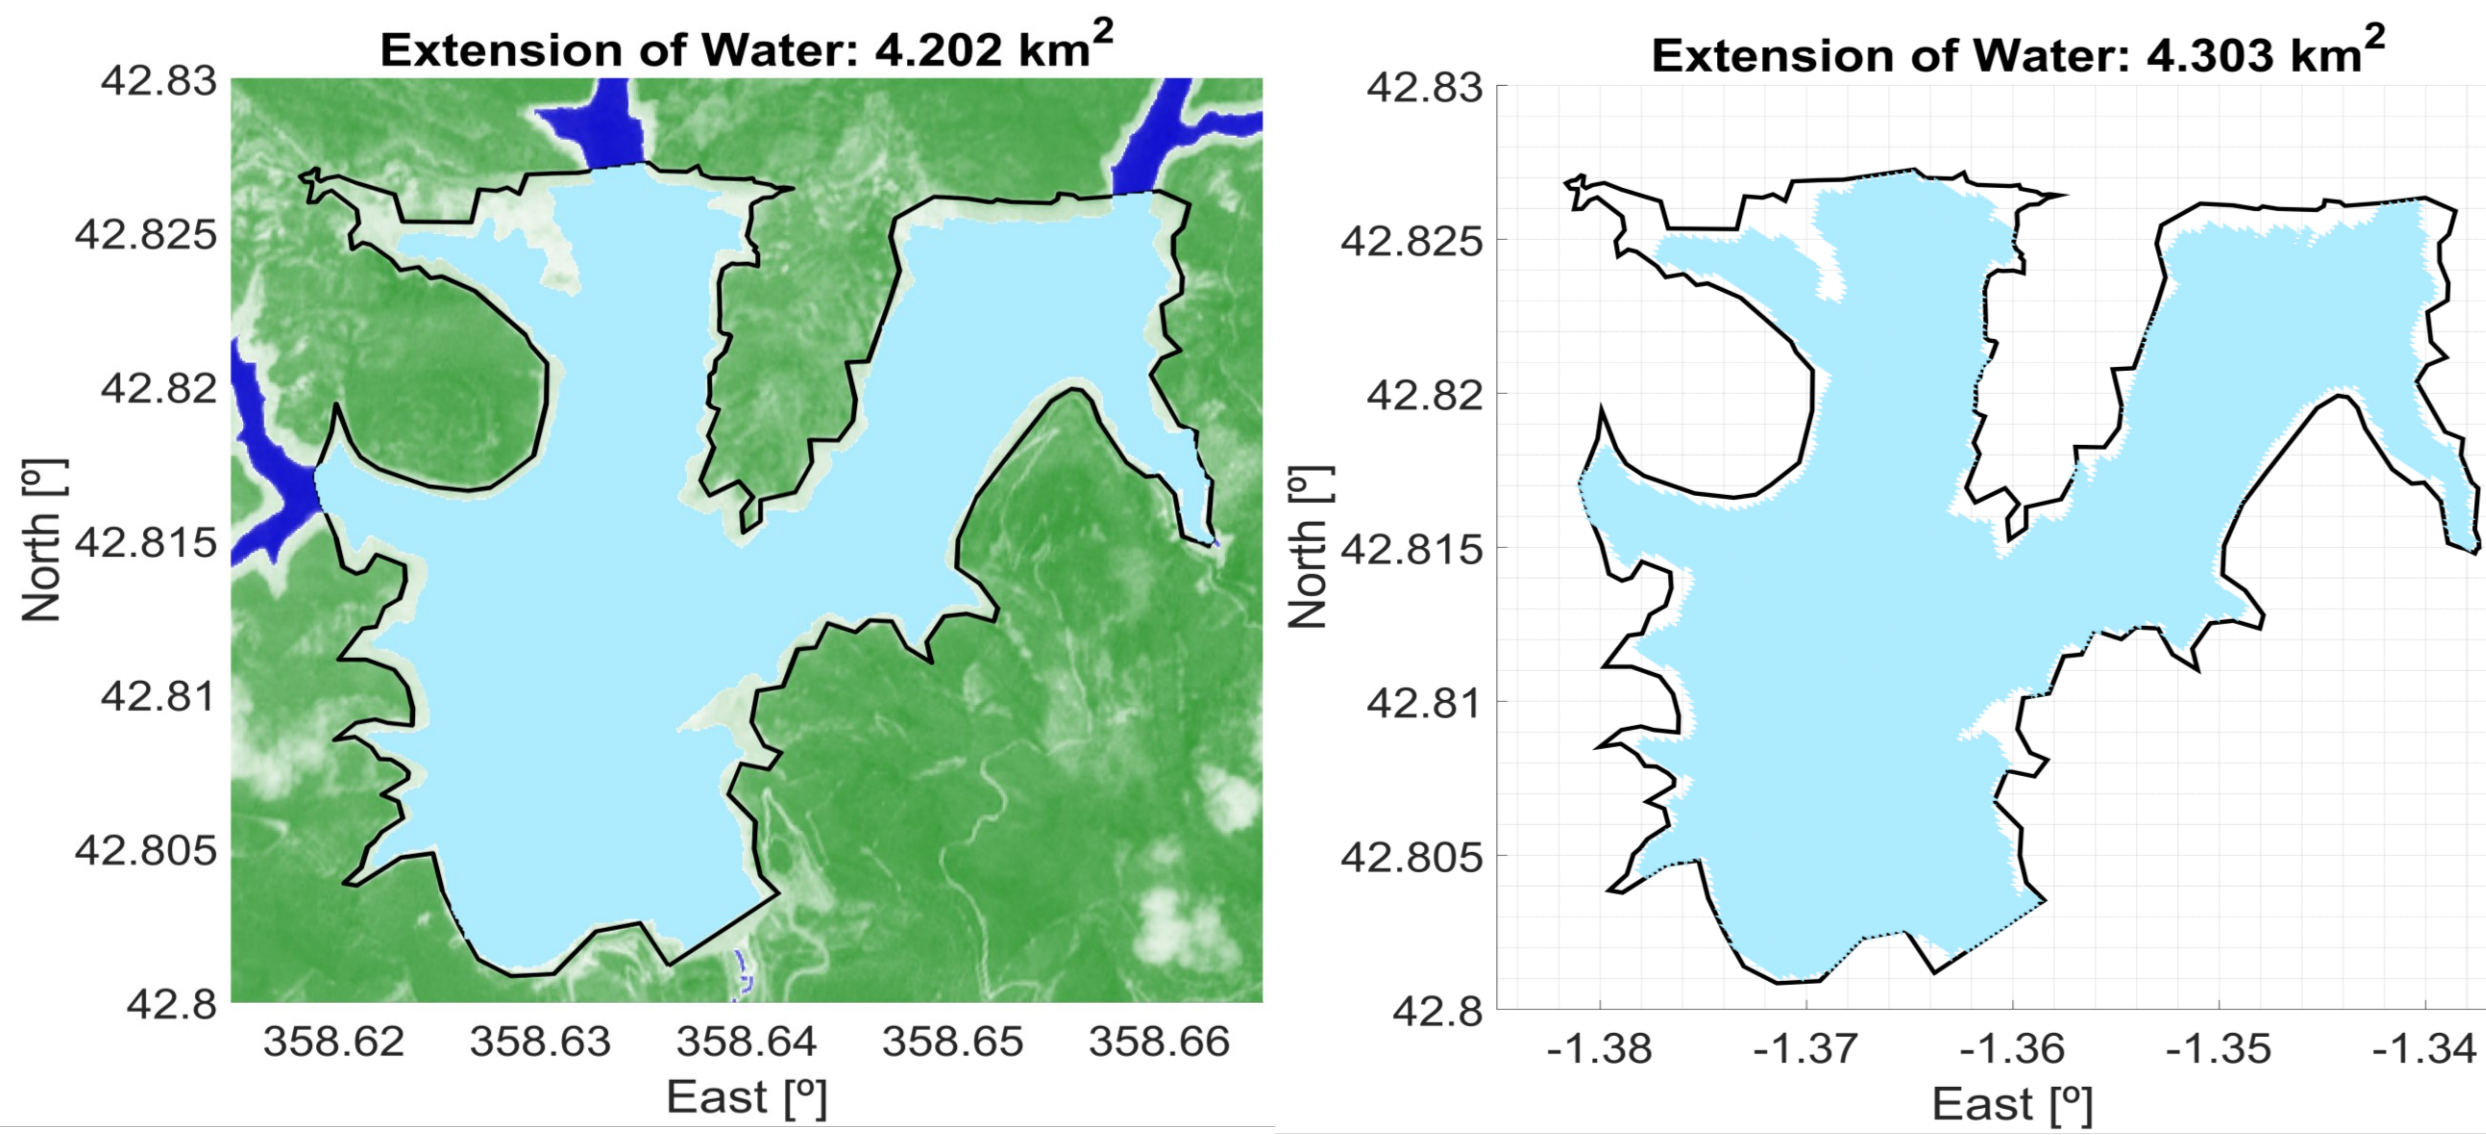 Extension of Water: 4.202 km²
42.83
42.825
42.82
42.815
42.81
42.805
42.8
North [º]
358.62 358.63 358.64 358.65 358.66
East [º]
Extension of Water: 4.303 km²
42.83
42.825
42.82
42.815
42.81
42.805
42.8
North [º]
-1.38 -1.37 -1.36 -1.35 -1.34
East [º]